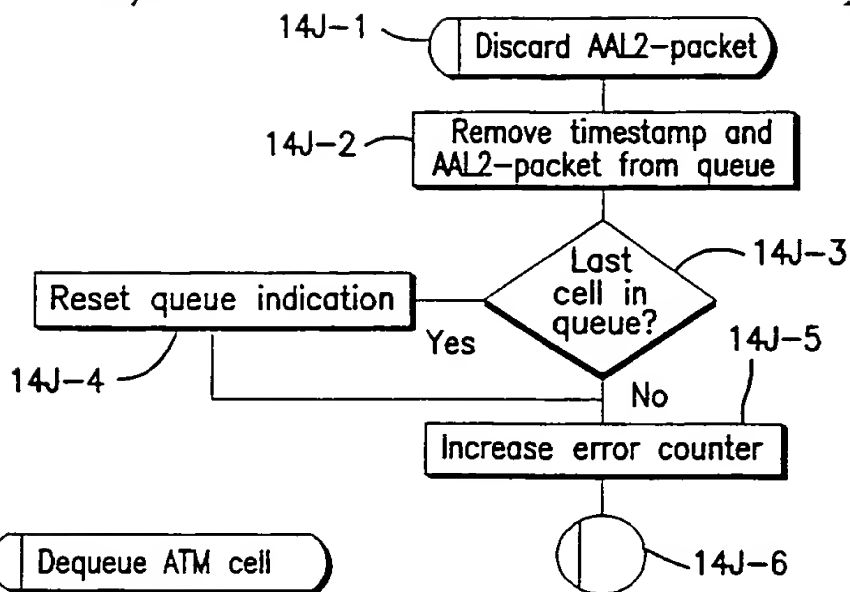 14J-1
Discard AAL2-packet
14J-2
Remove timestamp and
AAL2-packet from queue
14J-3
Last
cell in
queue?
Reset queue indication
Yes
14J-4
14J-5
No
Increase error counter
14J-6
Dequeue ATM cell